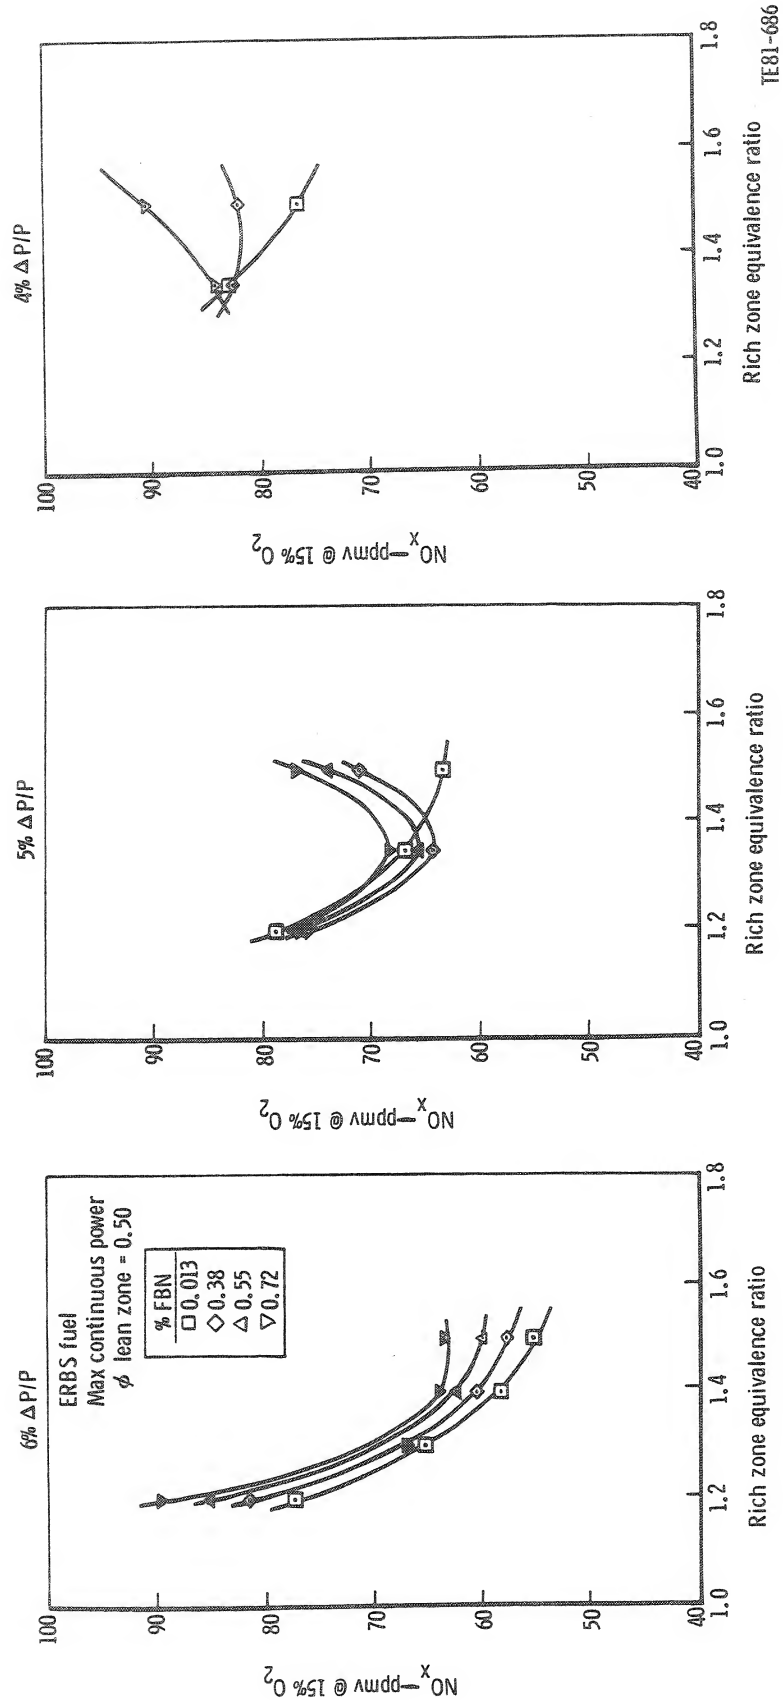 6% Δ P/P
ERBS fuel
Max continuous power
ϕ lean zone = 0.50
% FBN
□ 0.013
◇ 0.38
△ 0.55
▽ 0.72
100
90
80
70
60
50
40
NOx—ppmv @ 15% O2
1.0
1.2
1.4
1.6
1.8
Rich zone equivalence ratio
5% Δ P/P
100
90
80
70
60
50
40
NOx—ppmv @ 15% O2
1.0
1.2
1.4
1.6
1.8
Rich zone equivalence ratio
4% Δ P/P
100
90
80
70
60
50
40
NOx—ppmv @ 15% O2
1.0
1.2
1.4
1.6
1.8
Rich zone equivalence ratio
TE81-686